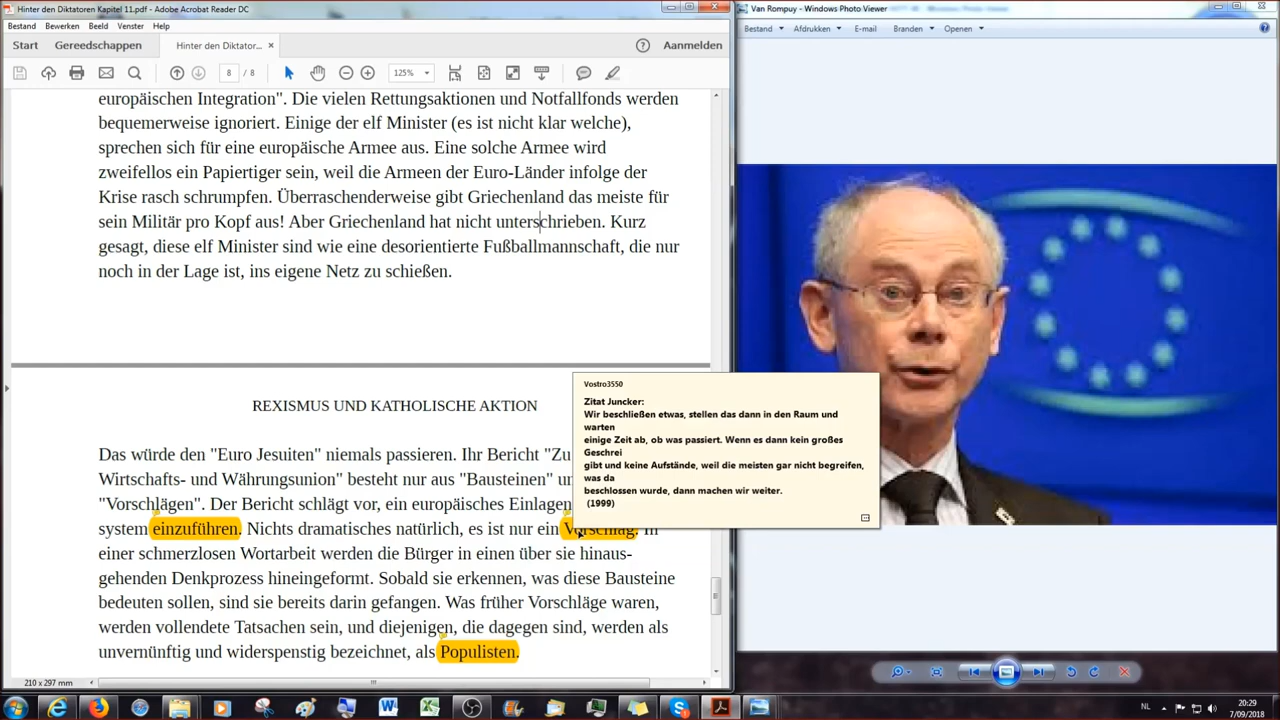 Hinter den Diktatoren Kapitel 11.pdf - Adobe Acrobat Reader DC
Bestand Bewerken Beeld Venster Help
Start Gereedschappen Hinter den Diktator... × Aanmelden
8 / 8 125%
europäischen Integration". Die vielen Rettungsaktionen und Notfallfonds werden
bequemerweise ignoriert. Einige der elf Minister (es ist nicht klar welche),
sprechen sich für eine europäische Armee aus. Eine solche Armee wird
zweifellos ein Papiertiger sein, weil die Armeen der Euro-Länder infolge der
Krise rasch schrumpfen. Überraschenderweise gibt Griechenland das meiste für
sein Militär pro Kopf aus! Aber Griechenland hat nicht unterschrieben. Kurz
gesagt, diese elf Minister sind wie eine desorientierte Fußballmannschaft, die nur
noch in der Lage ist, ins eigene Netz zu schießen.
REXISMUS UND KATHOLISCHE AKTION
Das würde den "Euro Jesuiten" niemals passieren. Ihr Bericht "Zu
Wirtschafts- und Währungsunion" besteht nur aus "Bausteinen" un
"Vorschlägen". Der Bericht schlägt vor, ein europäisches Einlagen
system einzuführen. Nichts dramatisches natürlich, es ist nur ein Vorschlag. In
einer schmerzlosen Wortarbeit werden die Bürger in einen über sie hinaus-
gehenden Denkprozess hineingeformt. Sobald sie erkennen, was diese Bausteine
bedeuten sollen, sind sie bereits darin gefangen. Was früher Vorschläge waren,
werden vollendete Tatsachen sein, und diejenigen, die dagegen sind, werden als
unvernünftig und widerspenstig bezeichnet, als Populisten.
210 x 297 mm
Vostro3550
Zitat Juncker:
Wir beschließen etwas, stellen das dann in den Raum und
warten
einige Zeit ab, ob was passiert. Wenn es dann kein großes
Geschrei
gibt und keine Aufstände, weil die meisten gar nicht begreifen,
was da
beschlossen wurde, dann machen wir weiter.
(1999)
Van Rompuy - Windows Photo Viewer
Bestand Afdrukken E-mail Branden Openen
NL
20:29
7/09/2018